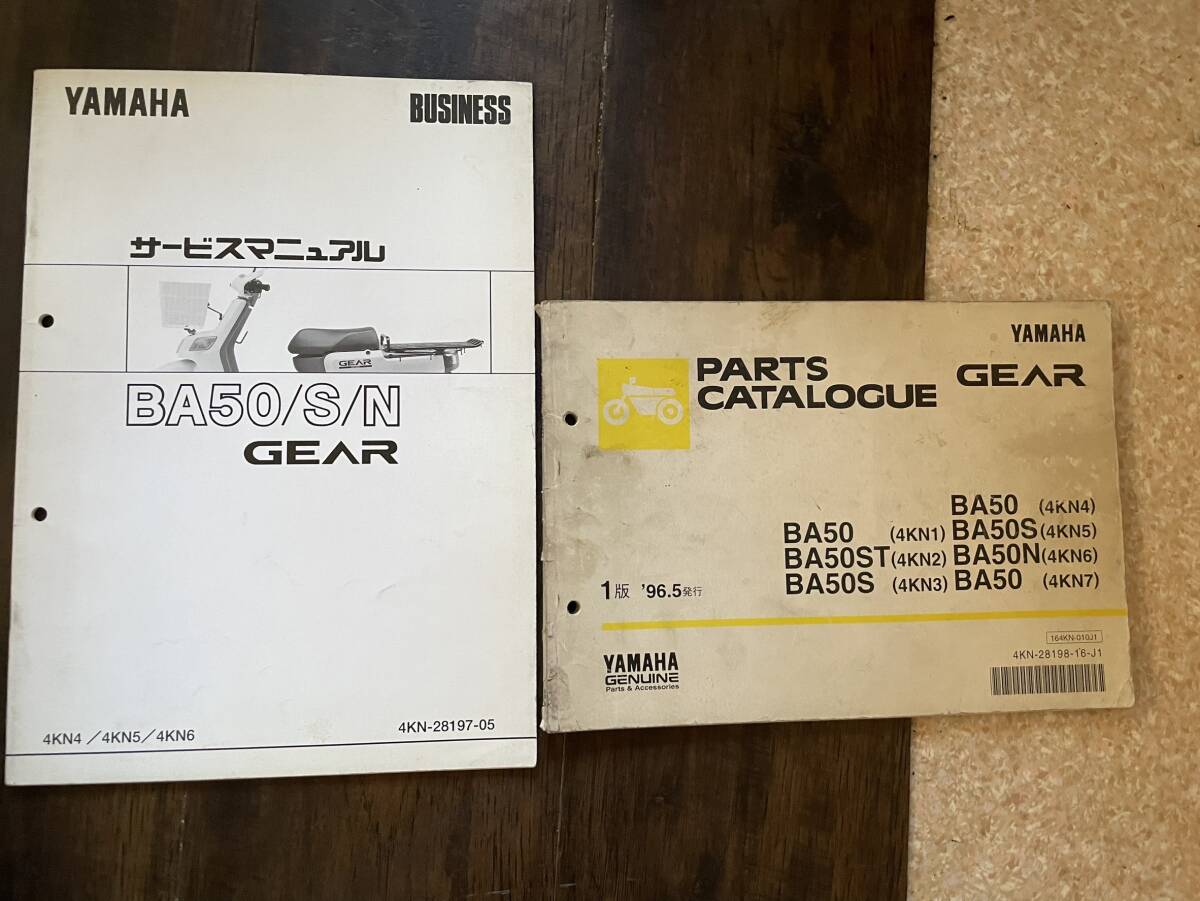 YAMAHA
BUSINESS
サービスマニュアル
GEAR
BA50/S/N
GEAR
4KN4 /4KN5/4KN6
4KN-28197-05
YAMAHA
PARTS
CATALOGUE
GEAR
BA50 (4KN1)
BA50ST (4KN2)
BA50S (4KN3)
BA50 (4KN4)
BA50S (4KN5)
BA50N (4KN6)
BA50 (4KN7)
1版 '96.5発行
164KN-010J1
4KN-28198-16-J1
YAMAHA
GENUINE
Parts & Accessories